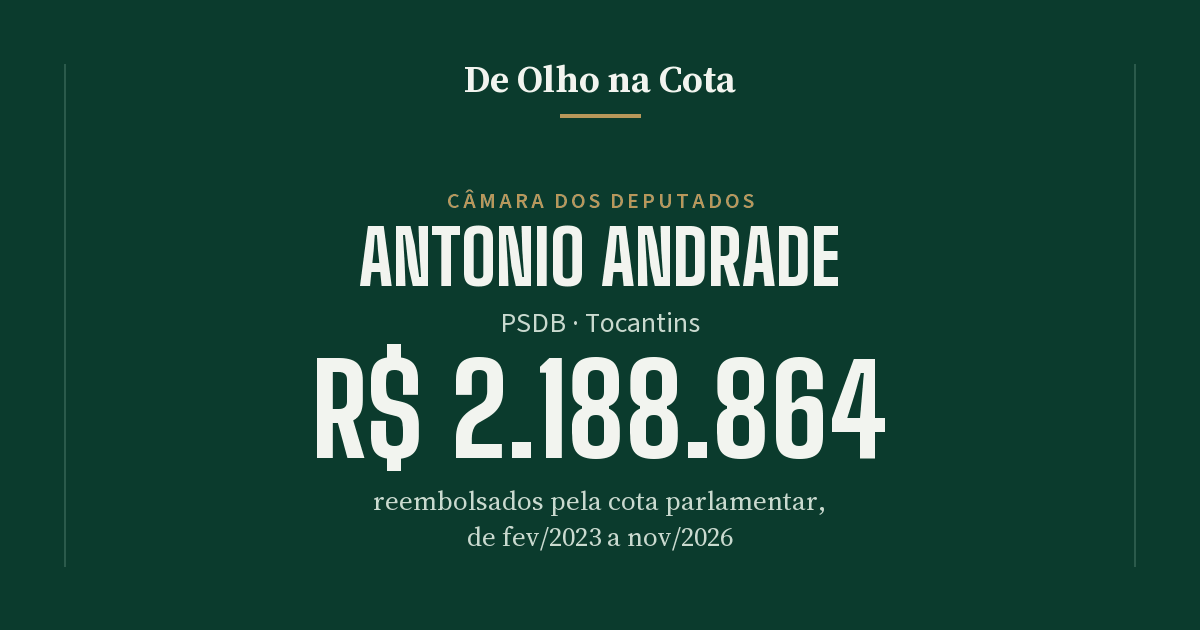 De Olho na Cota
CÂMARA DOS DEPUTADOS
ANTONIO ANDRADE
PSDB · Tocantins
R$ 2.188.864
reembolsados pela cota parlamentar,
de fev/2023 a nov/2026